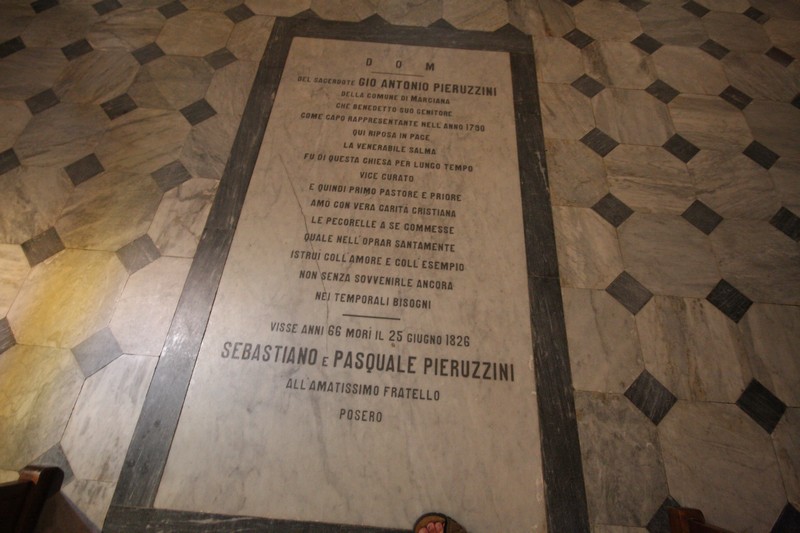 D O M
DEL SACERDOTE GIO ANTONIO PIERUZZINI
DELLA COMUNE DI MARCIANA
CHE BENEDETTO SUO GENITORE
COME CAPO RAPPRESENTANTE NELL'ANNO 1790
QUI RIPOSA IN PACE
LA VENERABILE SALMA
FU DI QUESTA CHIESA PER LUNGO TEMPO
VICE CURATO
E QUINDI PRIMO PASTORE E PRIORE
AMÒ CON VERA CARITÀ CRISTIANA
LE PECORELLE A SE COMMESSE
QUALE NELL'OPRAR SANTAMENTE
ISTRUÌ COLL'AMORE E COLL'ESEMPIO
NON SENZA SOVVENIRLE ANCORA
NEI TEMPORALI BISOGNI
VISSE ANNI 66 MORÌ IL 25 GIUGNO 1826
SEBASTIANO E PASQUALE PIERUZZINI
ALL'AMATISSIMO FRATELLO
POSERO